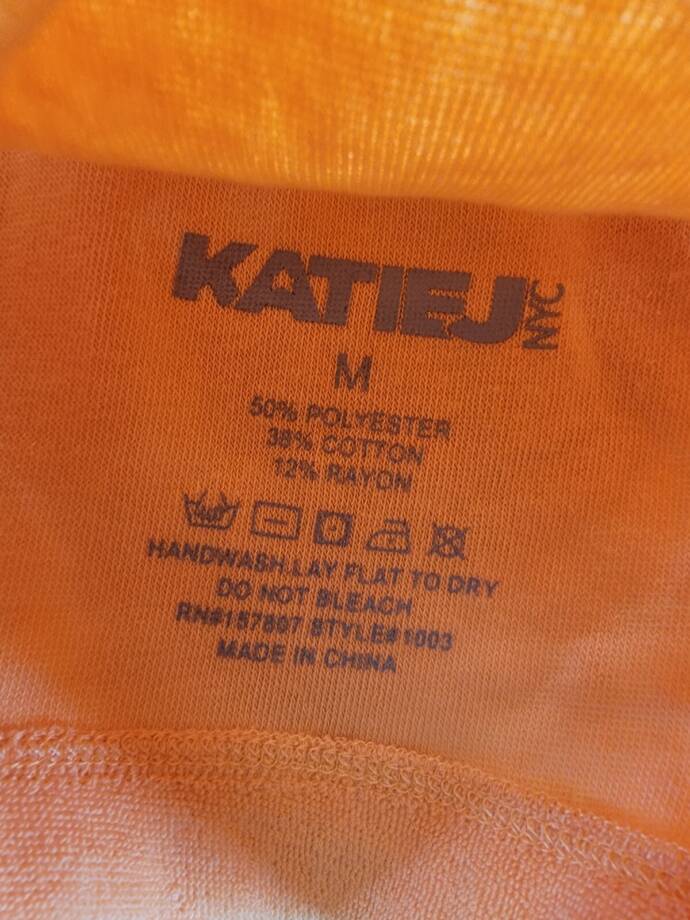 KATIEJ NYC
M
50% POLYESTER
38% COTTON
12% RAYON
HANDWASH,LAY FLAT TO DRY
DO NOT BLEACH
RN#157897 STYLE#1003
MADE IN CHINA